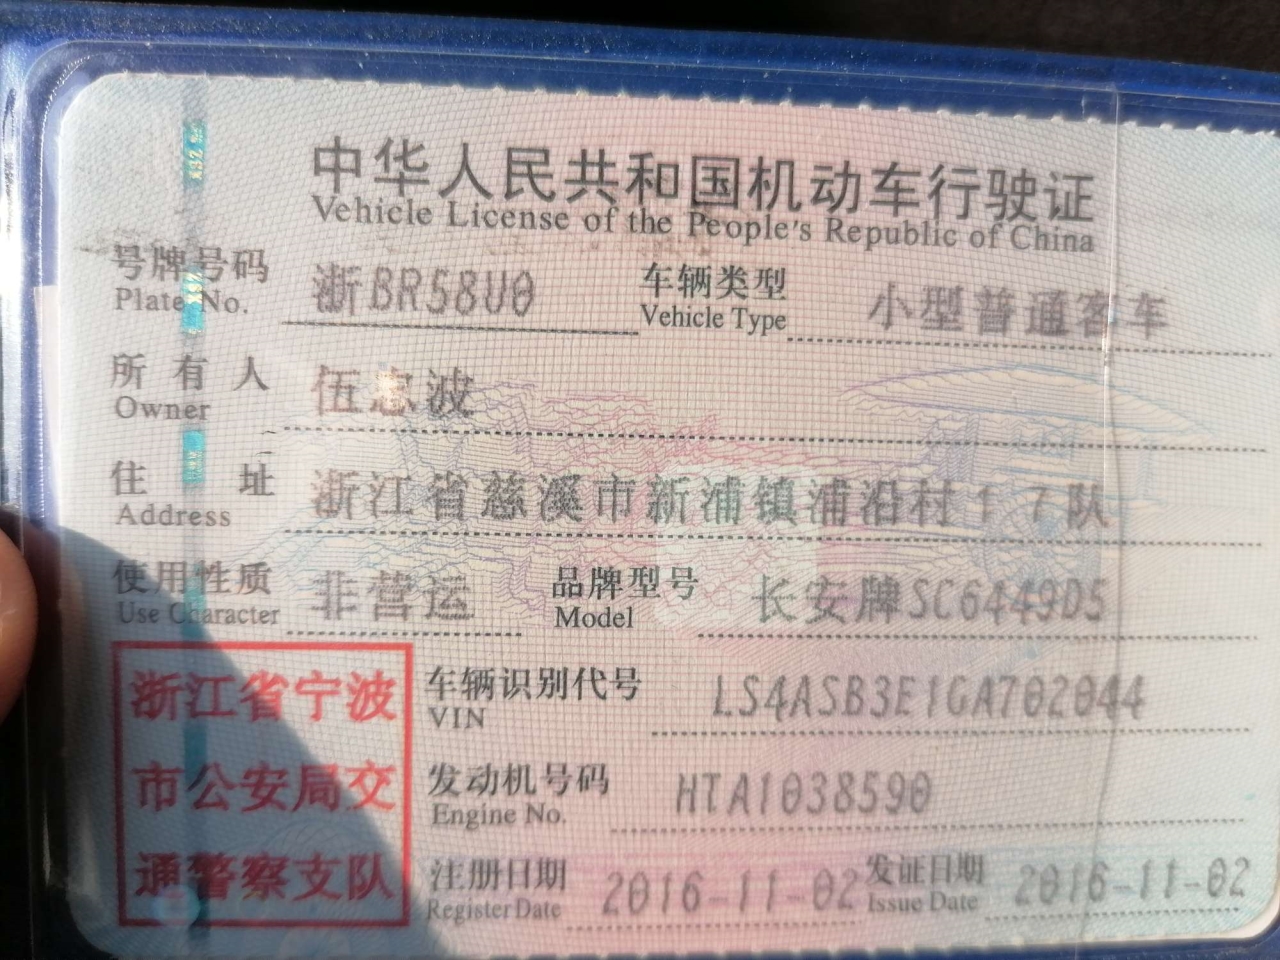 中华人民共和国机动车行驶证
Vehicle License of the People's Republic of China
号牌号码 浙BR58U0 车辆类型 小型普通客车
Plate No. Vehicle Type
所有人 伍忠波
Owner
住址 浙江省慈溪市新浦镇浦沿村17队
Address
使用性质 非营运 品牌型号 长安牌SC6449D5
Use Character Model
浙江省宁波
市公安局交
通警察支队
车辆识别代号 LS4ASB3E1GA702044
VIN
发动机号码 HTA1038590
Engine No.
注册日期 2016-11-02 发证日期 2016-11-02
Register Date Issue Date